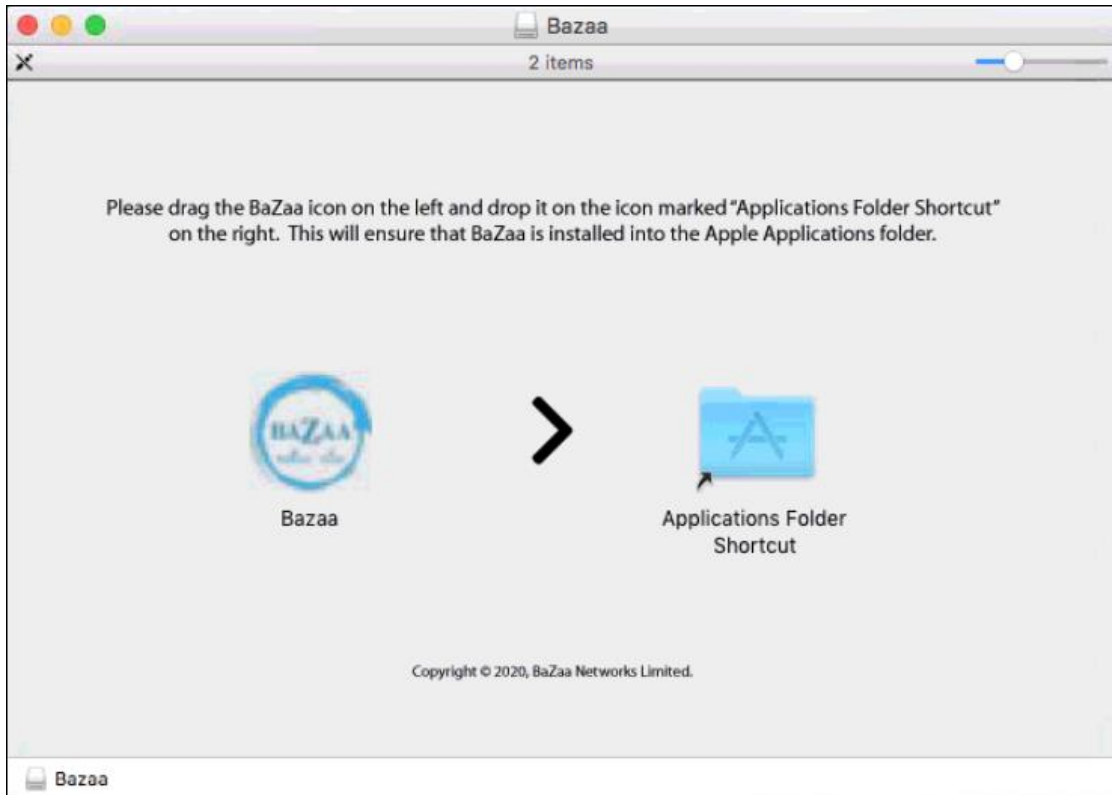 Bazaa
2 items
Please drag the BaZaa icon on the left and drop it on the icon marked “Applications Folder Shortcut”
on the right.  This will ensure that BaZaa is installed into the Apple Applications folder.
BAZAA
Bazaa
Applications Folder
Shortcut
Copyright © 2020, BaZaa Networks Limited.
Bazaa